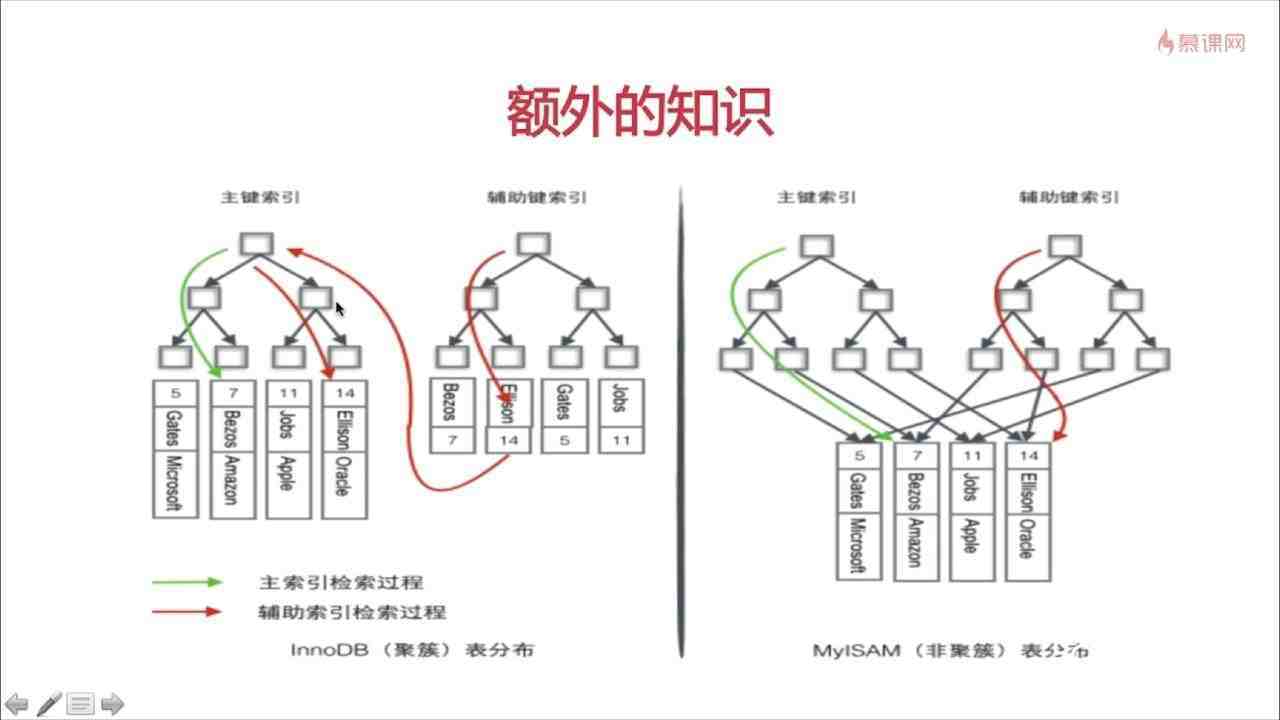 慕课网
额外的知识
主键索引
辅助键索引
5 Gates Microsoft
7 Bezos Amazon
11 Jobs Apple
14 Ellison Oracle
Bezos 7
Ellison 14
Gates 5
Jobs 11
主索引检索过程
辅助索引检索过程
InnoDB（聚簇）表分布
主键索引
辅助键索引
5 Gates Microsoft
7 Bezos Amazon
11 Jobs Apple
14 Ellison Oracle
MyISAM（非聚簇）表分布